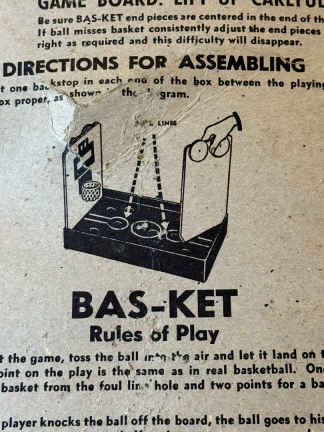 GAME BOARD. LIFT UP CAREFUL
Be sure BAS-KET end pieces are centered in the end of th
If ball misses basket consistently adjust the end pieces
right as required and this difficulty will disappear.
DIRECTIONS FOR ASSEMBLING
t one backstop in each end of the box between the playing
ox proper, as shown in the diagram.
LINES
BAS-KET
Rules of Play
t the game, toss the ball into the air and let it land on t
oint on the play is the same as in real basketball. One
basket from the foul line hole and two points for a ba
player knocks the ball off the board, the ball goes to hi